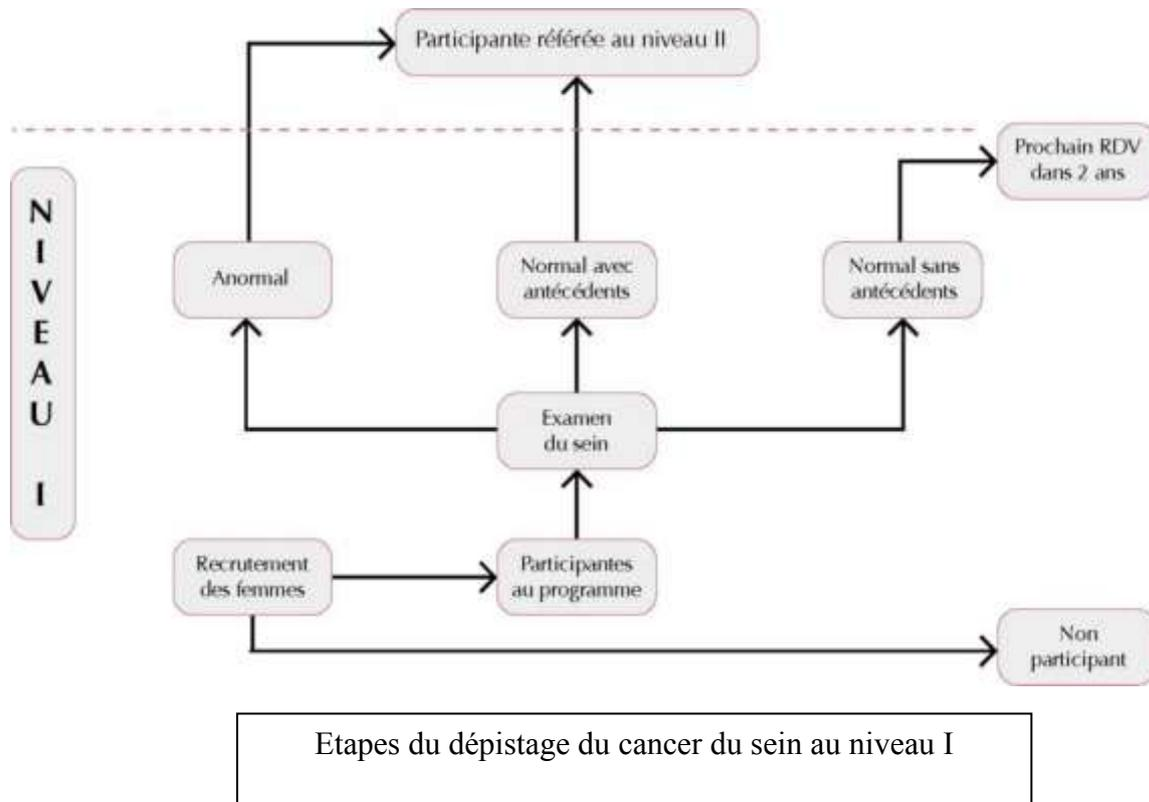 Participante référée au niveau II
Prochain RDV
dans 2 ans
NIVEAU I
Anormal
Normal avec
antécédents
Normal sans
antécédents
Examen
du sein
Recrutement
des femmes
Participantes
au programme
Non
participant
Etapes du dépistage du cancer du sein au niveau I